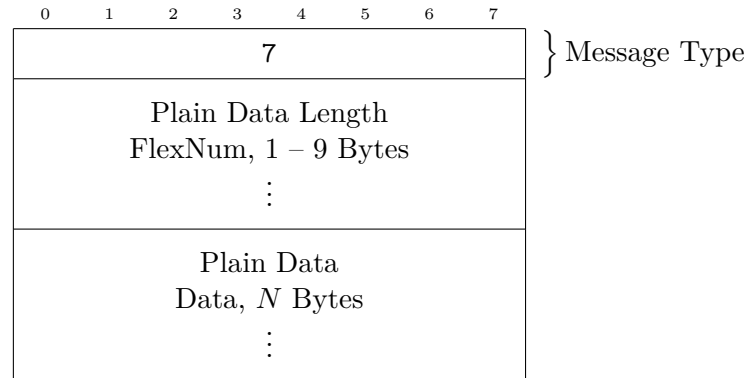 0 1 2 3 4 5 6 7
7
Message Type
Plain Data Length
FlexNum, 1 – 9 Bytes
Plain Data
Data, N Bytes